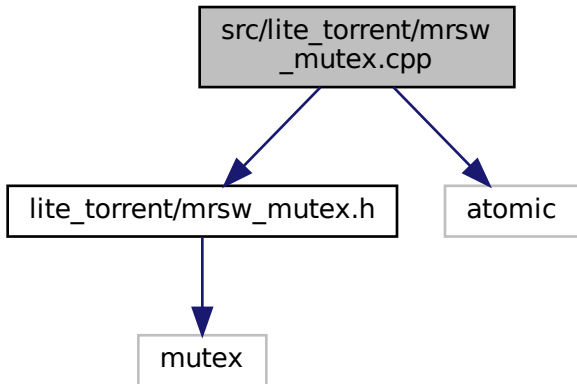 src/lite_torrent/mrsw
_mutex.cpp
lite_torrent/mrsw_mutex.h
atomic
mutex